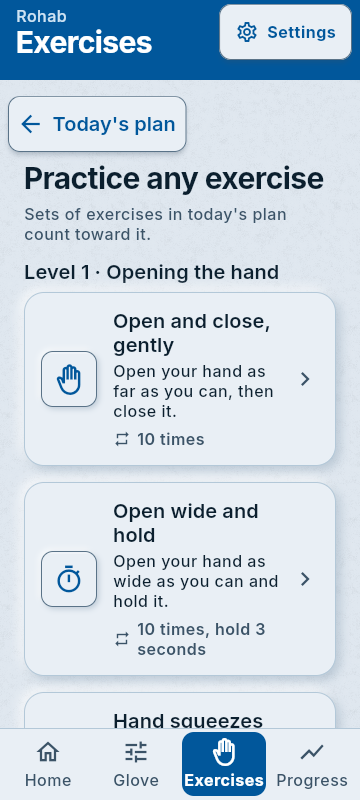 Rohab
Exercises
Settings
Today's plan
Practice any exercise
Sets of exercises in today's plan
count toward it.
Level 1 · Opening the hand
Open and close,
gently
Open your hand as
far as you can, then
close it.
10 times
Open wide and
hold
Open your hand as
wide as you can and
hold it.
10 times, hold 3
seconds
Hand squeezes
Home
Glove
Exercises
Progress